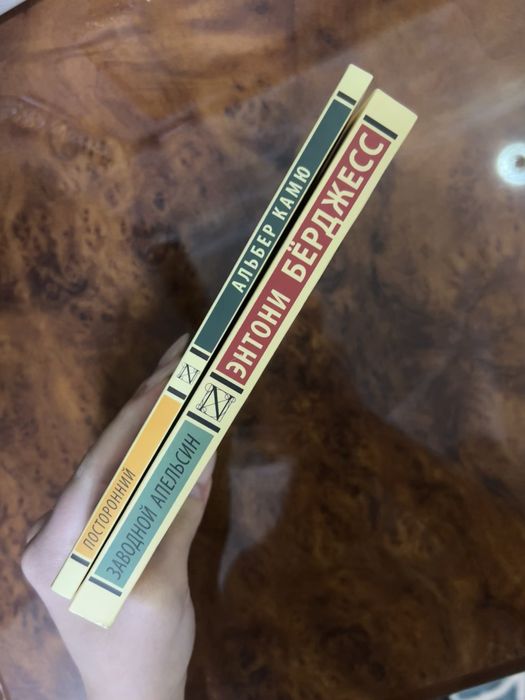 АЛЬБЕР КАМЮ
ПОСТОРОННИЙ
ЭНТОНИ БЁРДЖЕСС
ЗАВОДНОЙ АПЕЛЬСИН